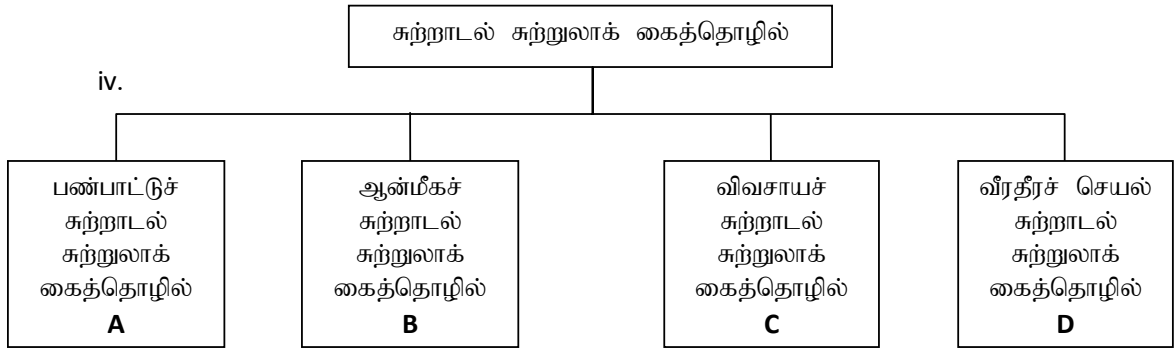 சுற்றாடல் சுற்றுலாக் கைத்தொழில்
iv.
பண்பாட்டுச்
சுற்றாடல்
சுற்றுலாக்
கைத்தொழில்
A
ஆன்மீகச்
சுற்றாடல்
சுற்றுலாக்
கைத்தொழில்
B
விவசாயச்
சுற்றாடல்
சுற்றுலாக்
கைத்தொழில்
C
வீரதீரச் செயல்
சுற்றாடல்
சுற்றுலாக்
கைத்தொழில்
D